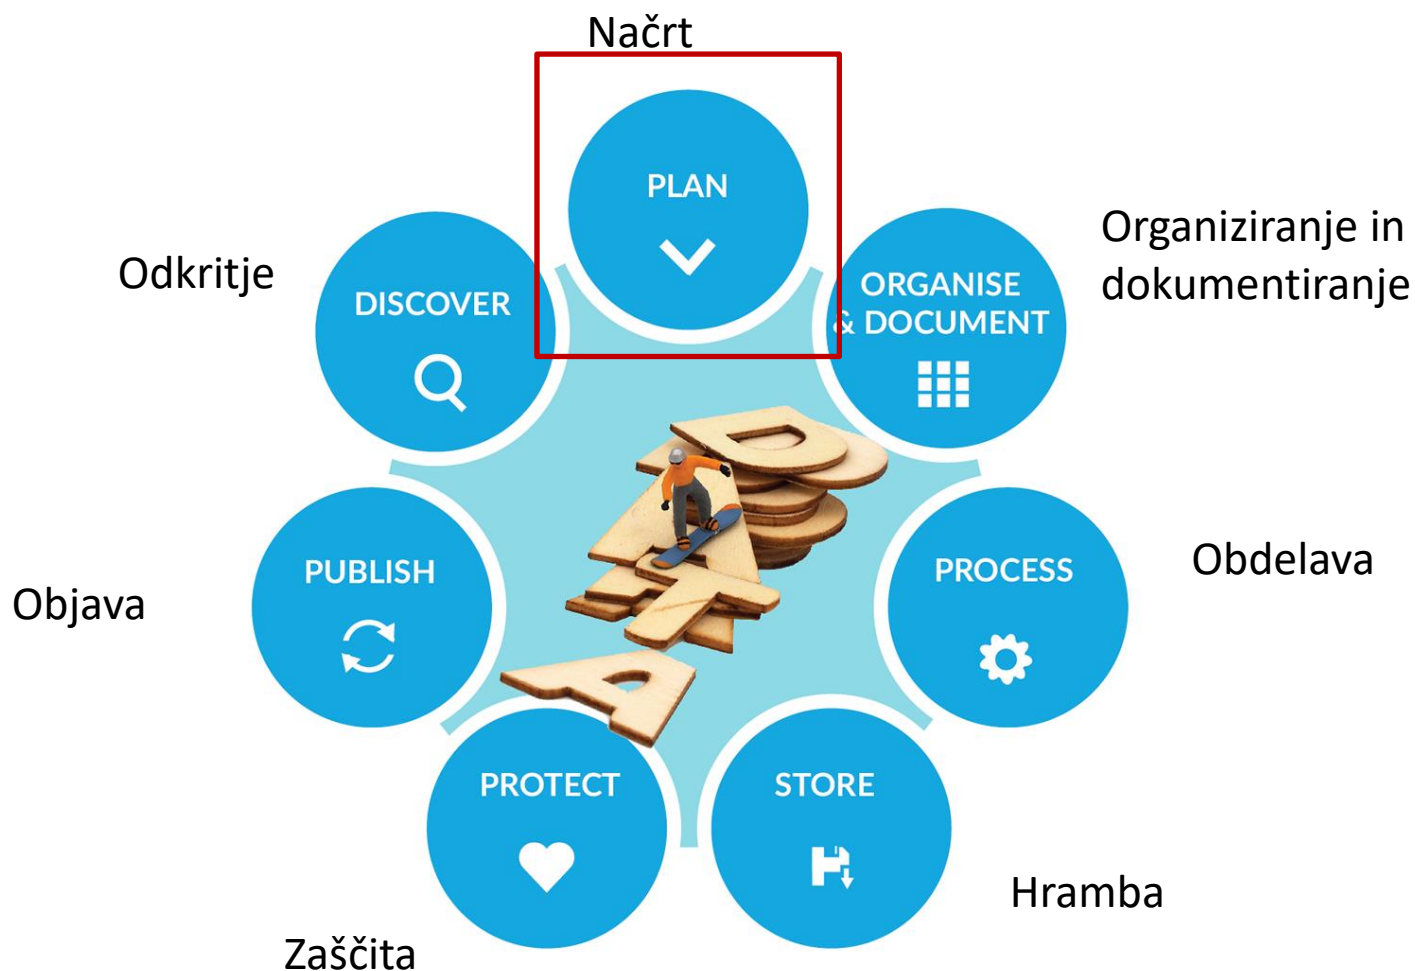 Načrt
PLAN
Organiziranje in
dokumentiranje
ORGANISE
& DOCUMENT
Odkritje
DISCOVER
PROCESS
Obdelava
PUBLISH
Objava
PROTECT
Zaščita
STORE
Hramba
D
A
T
A